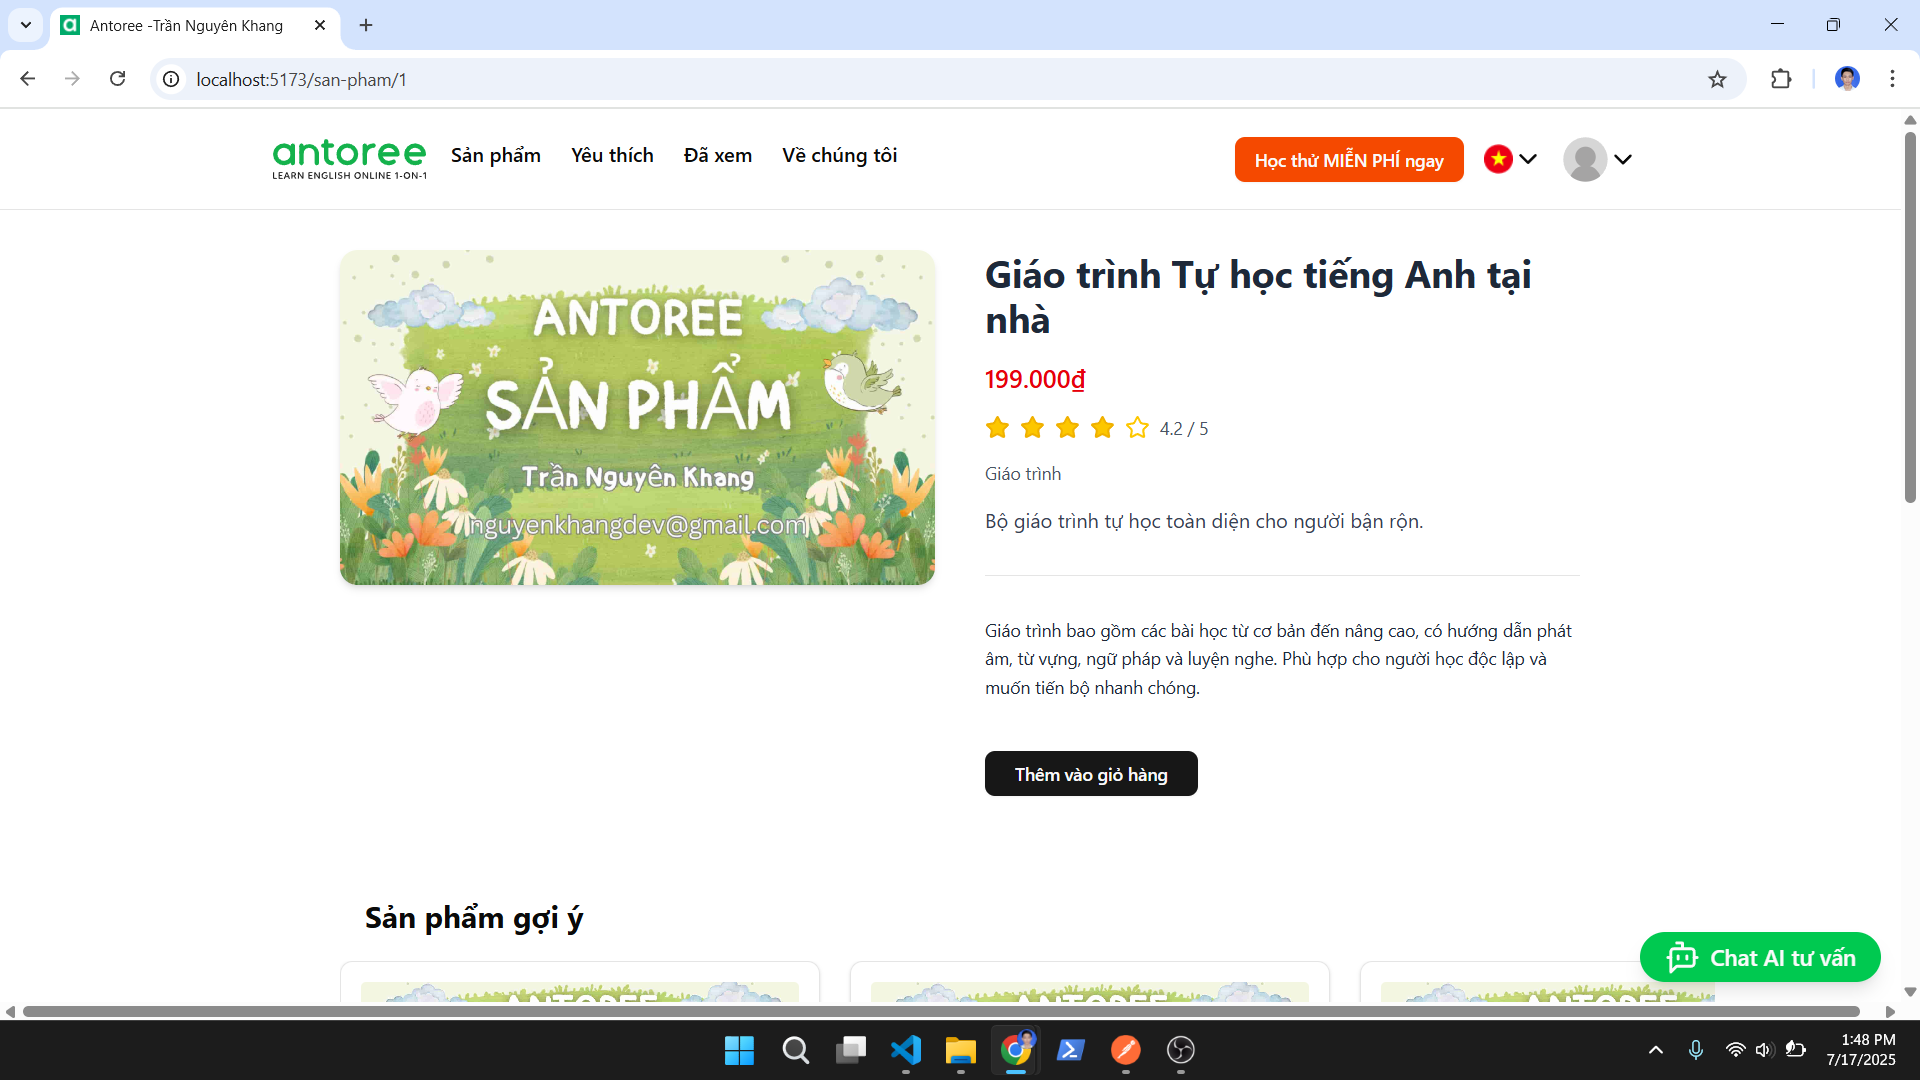 Antoree -Trần Nguyên Khang
localhost:5173/san-pham/1
antoree
LEARN ENGLISH ONLINE 1-ON-1
Sản phẩm
Yêu thích
Đã xem
Về chúng tôi
Học thử MIỄN PHÍ ngay
ANTOREE
SẢN PHẨM
Trần Nguyên Khang
nguyenkhangdev@gmail.com
Giáo trình Tự học tiếng Anh tại
nhà
199.000₫
4.2 / 5
Giáo trình
Bộ giáo trình tự học toàn diện cho người bận rộn.
Giáo trình bao gồm các bài học từ cơ bản đến nâng cao, có hướng dẫn phát
âm, từ vựng, ngữ pháp và luyện nghe. Phù hợp cho người học độc lập và
muốn tiến bộ nhanh chóng.
Thêm vào giỏ hàng
Sản phẩm gợi ý
ANTOREE
ANTOREE
ANTOREE
Chat AI tư vấn
1:48 PM
7/17/2025